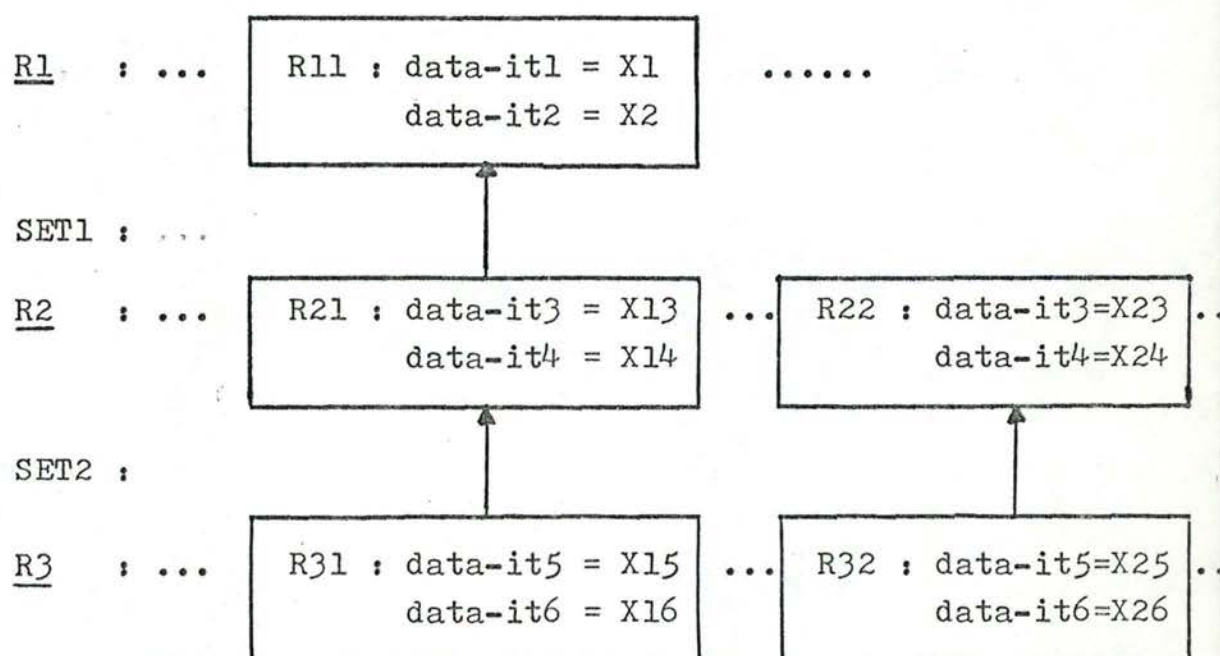 R1 : ... R11 : data-it1 = X1 ......
data-it2 = X2
SET1 : ...
R2 : ... R21 : data-it3 = X13 ... R22 : data-it3=X23 ..
data-it4 = X14 data-it4=X24
SET2 :
R3 : ... R31 : data-it5 = X15 ... R32 : data-it5=X25 ..
data-it6 = X16 data-it6=X26